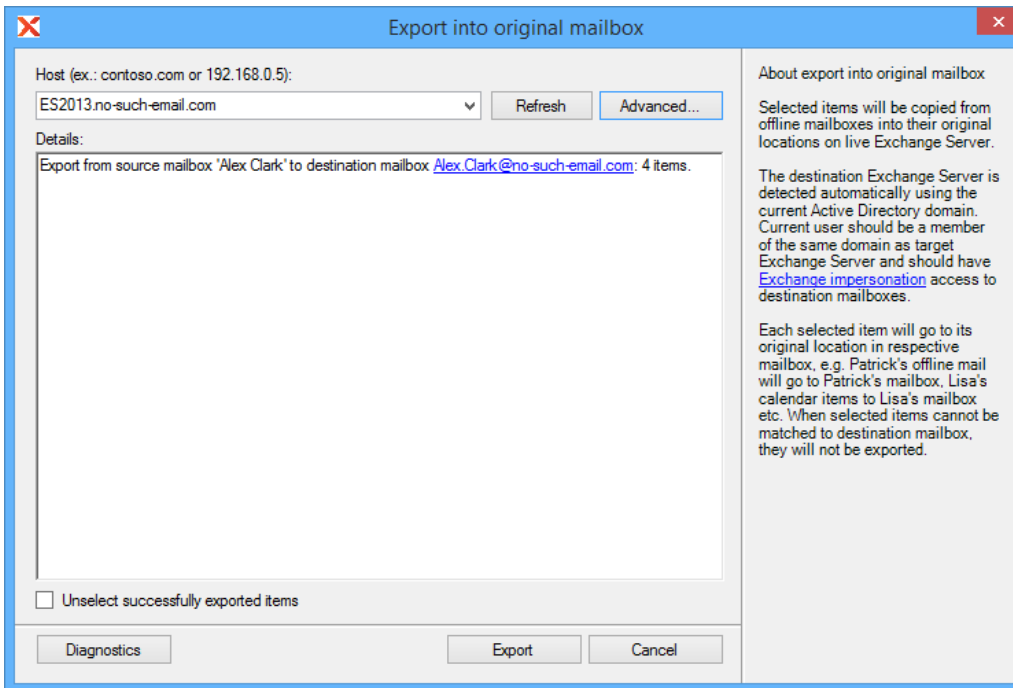 Export into original mailbox
Host (ex.: contoso.com or 192.168.0.5):
ES2013.no-such-email.com
Refresh
Advanced...
Details:
Export from source mailbox 'Alex Clark' to destination mailbox Alex.Clark@no-such-email.com: 4 items.
Unselect successfully exported items
Diagnostics
Export
Cancel
About export into original mailbox
Selected items will be copied from
offline mailboxes into their original
locations on live Exchange Server.
The destination Exchange Server is
detected automatically using the
current Active Directory domain.
Current user should be a member
of the same domain as target
Exchange Server and should have
Exchange impersonation access to
destination mailboxes.
Each selected item will go to its
original location in respective
mailbox, e.g. Patrick's offline mail
will go to Patrick's mailbox, Lisa's
calendar items to Lisa's mailbox
etc. When selected items cannot be
matched to destination mailbox,
they will not be exported.